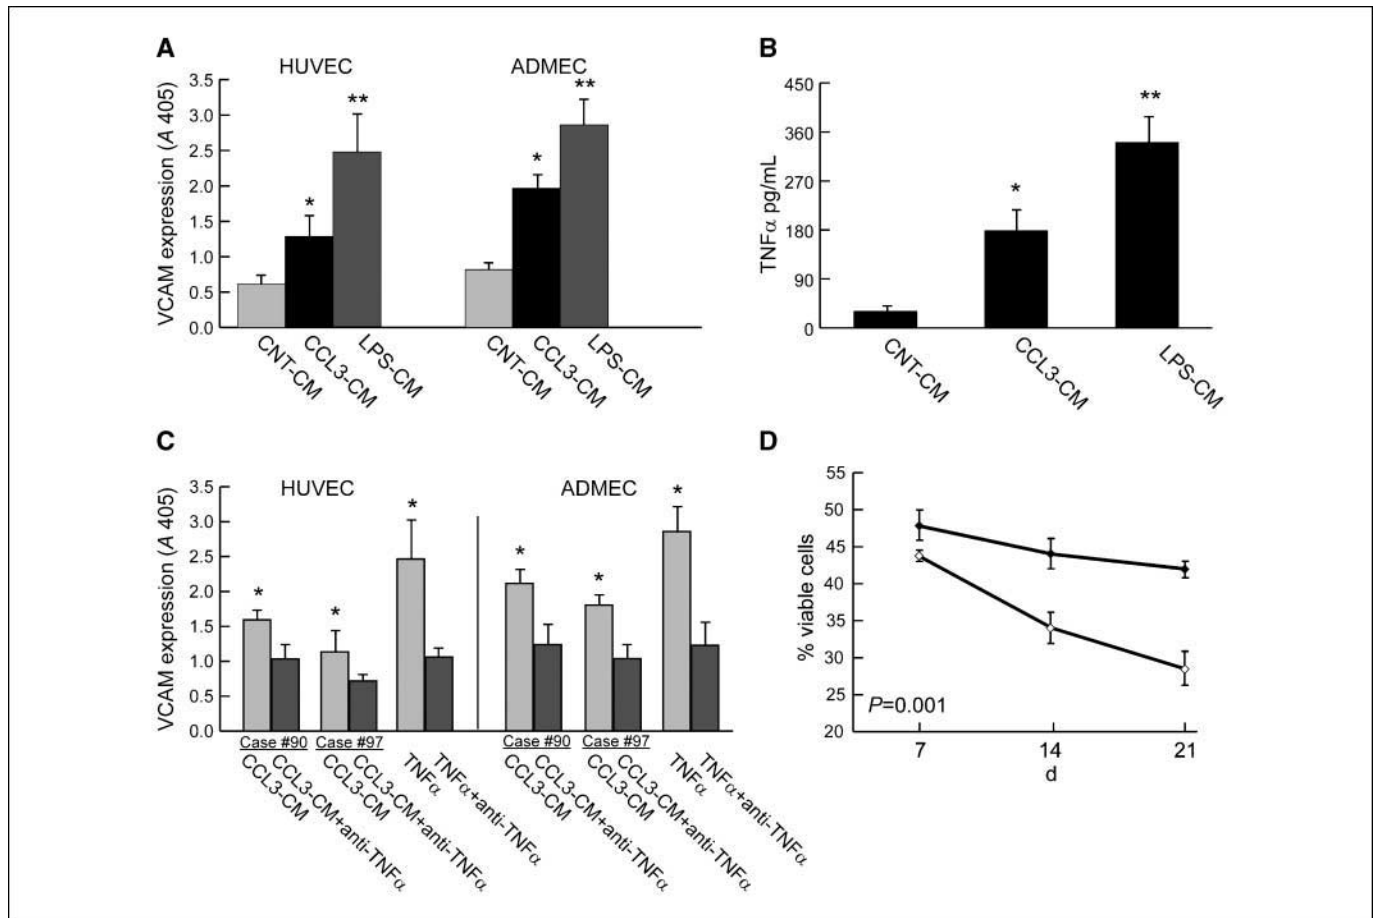 A
HUVEC
ADMEC
VCAM expression (A 405)
3.5
3.0
2.5
2.0
1.5
1.0
0.5
0.0
*
**
*
**
CNT-CM
CCL3-CM
LPS-CM
CNT-CM
CCL3-CM
LPS-CM
B
TNFα pg/mL
450
360
270
180
90
0
*
**
CNT-CM
CCL3-CM
LPS-CM
C
HUVEC
ADMEC
VCAM expression (A 405)
3.5
3.0
2.5
2.0
1.5
1.0
0.5
0.0
*
*
*
*
*
*
Case #90
Case #97
Case #90
Case #97
CCL3-CM
CCL3-CM+anti-TNFα
CCL3-CM
CCL3-CM+anti-TNFα
TNFα
TNFα+anti-TNFα
CCL3-CM
CCL3-CM+anti-TNFα
CCL3-CM
CCL3-CM+anti-TNFα
TNFα
TNFα+anti-TNFα
D
% viable cells
55
50
45
40
35
30
25
20
P=0.001
7
14
21
d